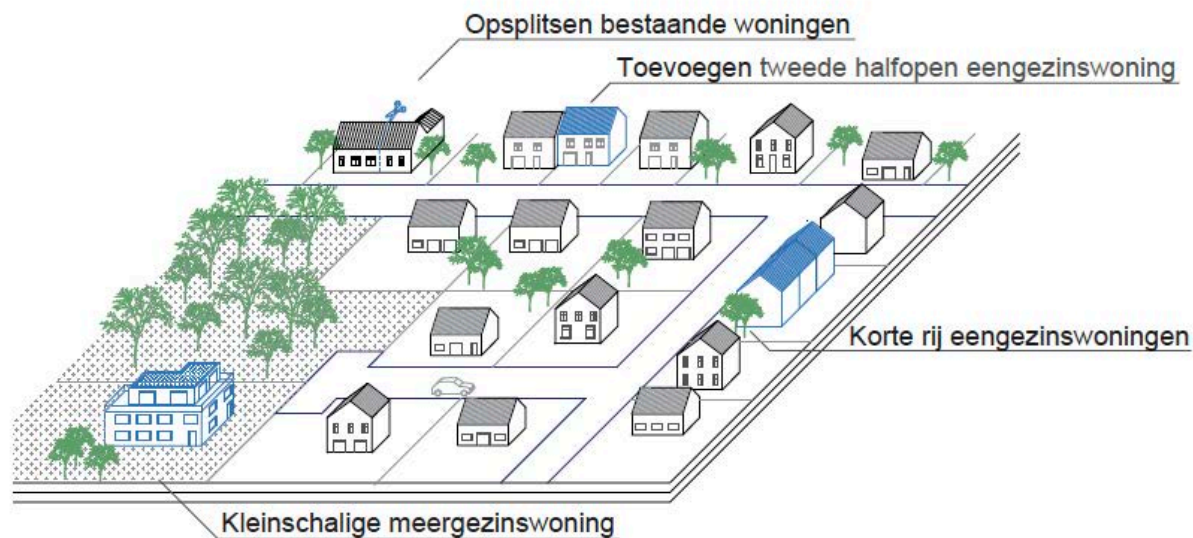 Opsplitsen bestaande woningen
Toevoegen tweede halfopen eengezinswoning
Korte rij eengezinswoningen
Kleinschalige meergezinswoning